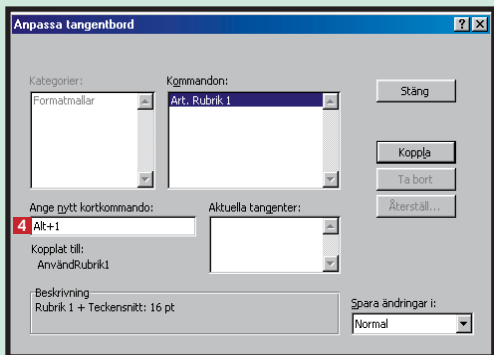 Anpassa tangentbord
Kategorier:
Kommandon:
Formatmallar
Art. Rubrik 1
Stäng
Koppla
Ta bort
Återställ...
Ange nytt kortkommando:
Aktuella tangenter:
4 Alt+1
Kopplat till:
AnvändRubrik1
Beskrivning
Rubrik 1 + Teckensnitt: 16 pt
Spara ändringar i:
Normal